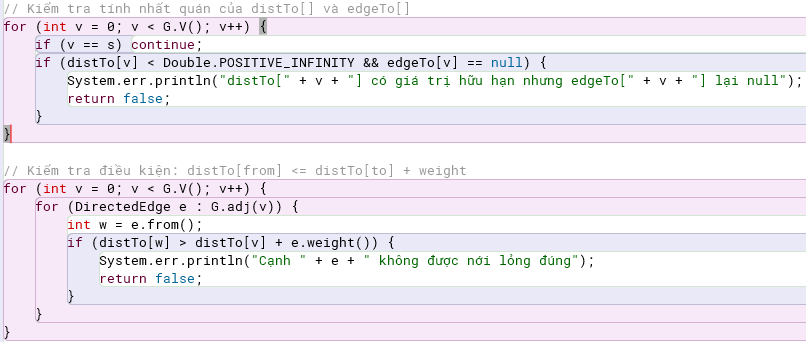 // Kiểm tra tính nhất quán của distTo[] và edgeTo[]
for (int v = 0; v < G.V(); v++) {
    if (v == s) continue;
    if (distTo[v] < Double.POSITIVE_INFINITY && edgeTo[v] == null) {
        System.err.println("distTo[" + v + "] có giá trị hữu hạn nhưng edgeTo[" + v + "] lại null");
        return false;
    }
}

// Kiểm tra điều kiện: distTo[from] <= distTo[to] + weight
for (int v = 0; v < G.V(); v++) {
    for (DirectedEdge e : G.adj(v)) {
        int w = e.from();
        if (distTo[w] > distTo[v] + e.weight()) {
            System.err.println("Cạnh " + e + " không được nới lỏng đúng");
            return false;
        }
    }
}